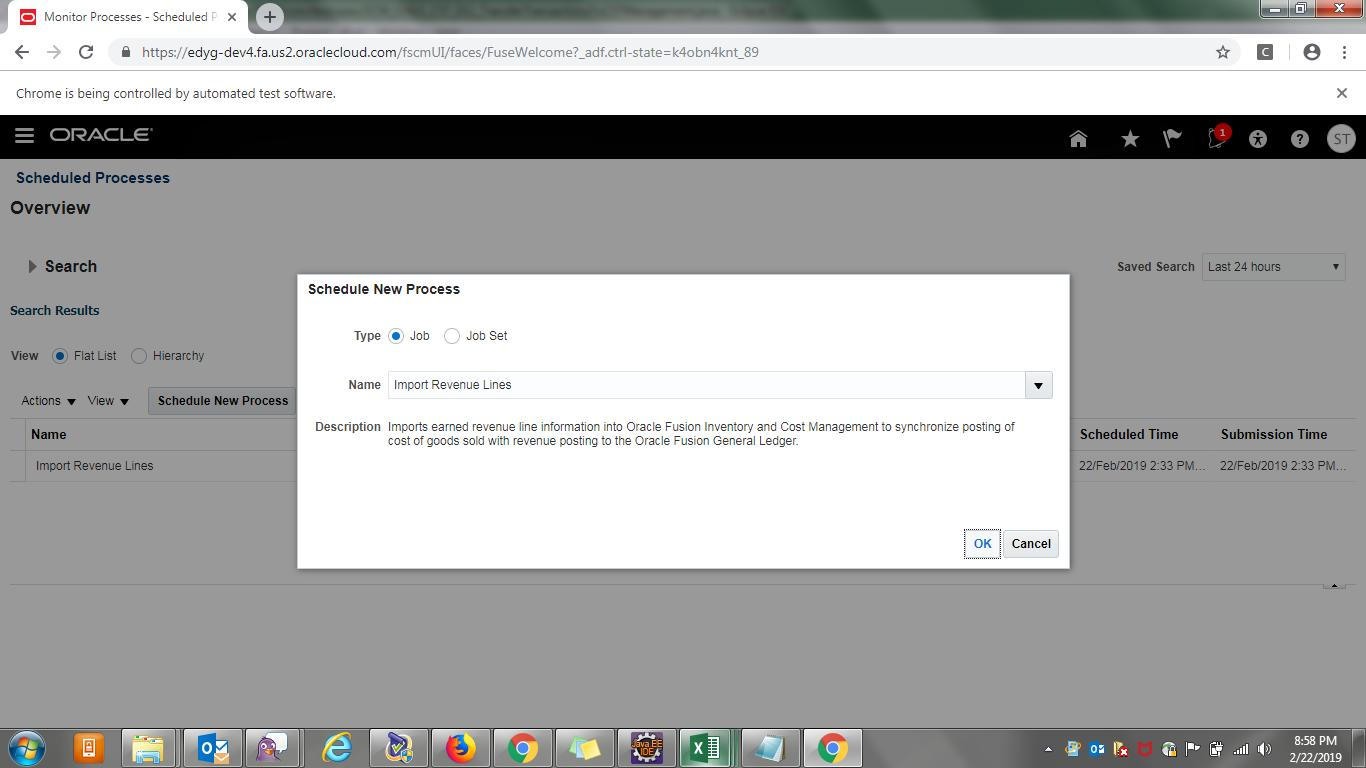 Monitor Processes - Scheduled P
https://edyg-dev4.fa.us2.oraclecloud.com/fscmUI/faces/FuseWelcome?_adf.ctrl-state=k4obn4knt_89
C
Chrome is being controlled by automated test software.
ORACLE
1
?
ST
Scheduled Processes
Overview
Search
Saved Search Last 24 hours
Search Results
View Flat List Hierarchy
Actions View Schedule New Process
Name Scheduled Time Submission Time
Import Revenue Lines 22/Feb/2019 2:33 PM... 22/Feb/2019 2:33 PM...
Schedule New Process
Type Job Job Set
Name Import Revenue Lines
Description Imports earned revenue line information into Oracle Fusion Inventory and Cost Management to synchronize posting of
cost of goods sold with revenue posting to the Oracle Fusion General Ledger.
OK Cancel
Java EE
IDE
8:58 PM
2/22/2019